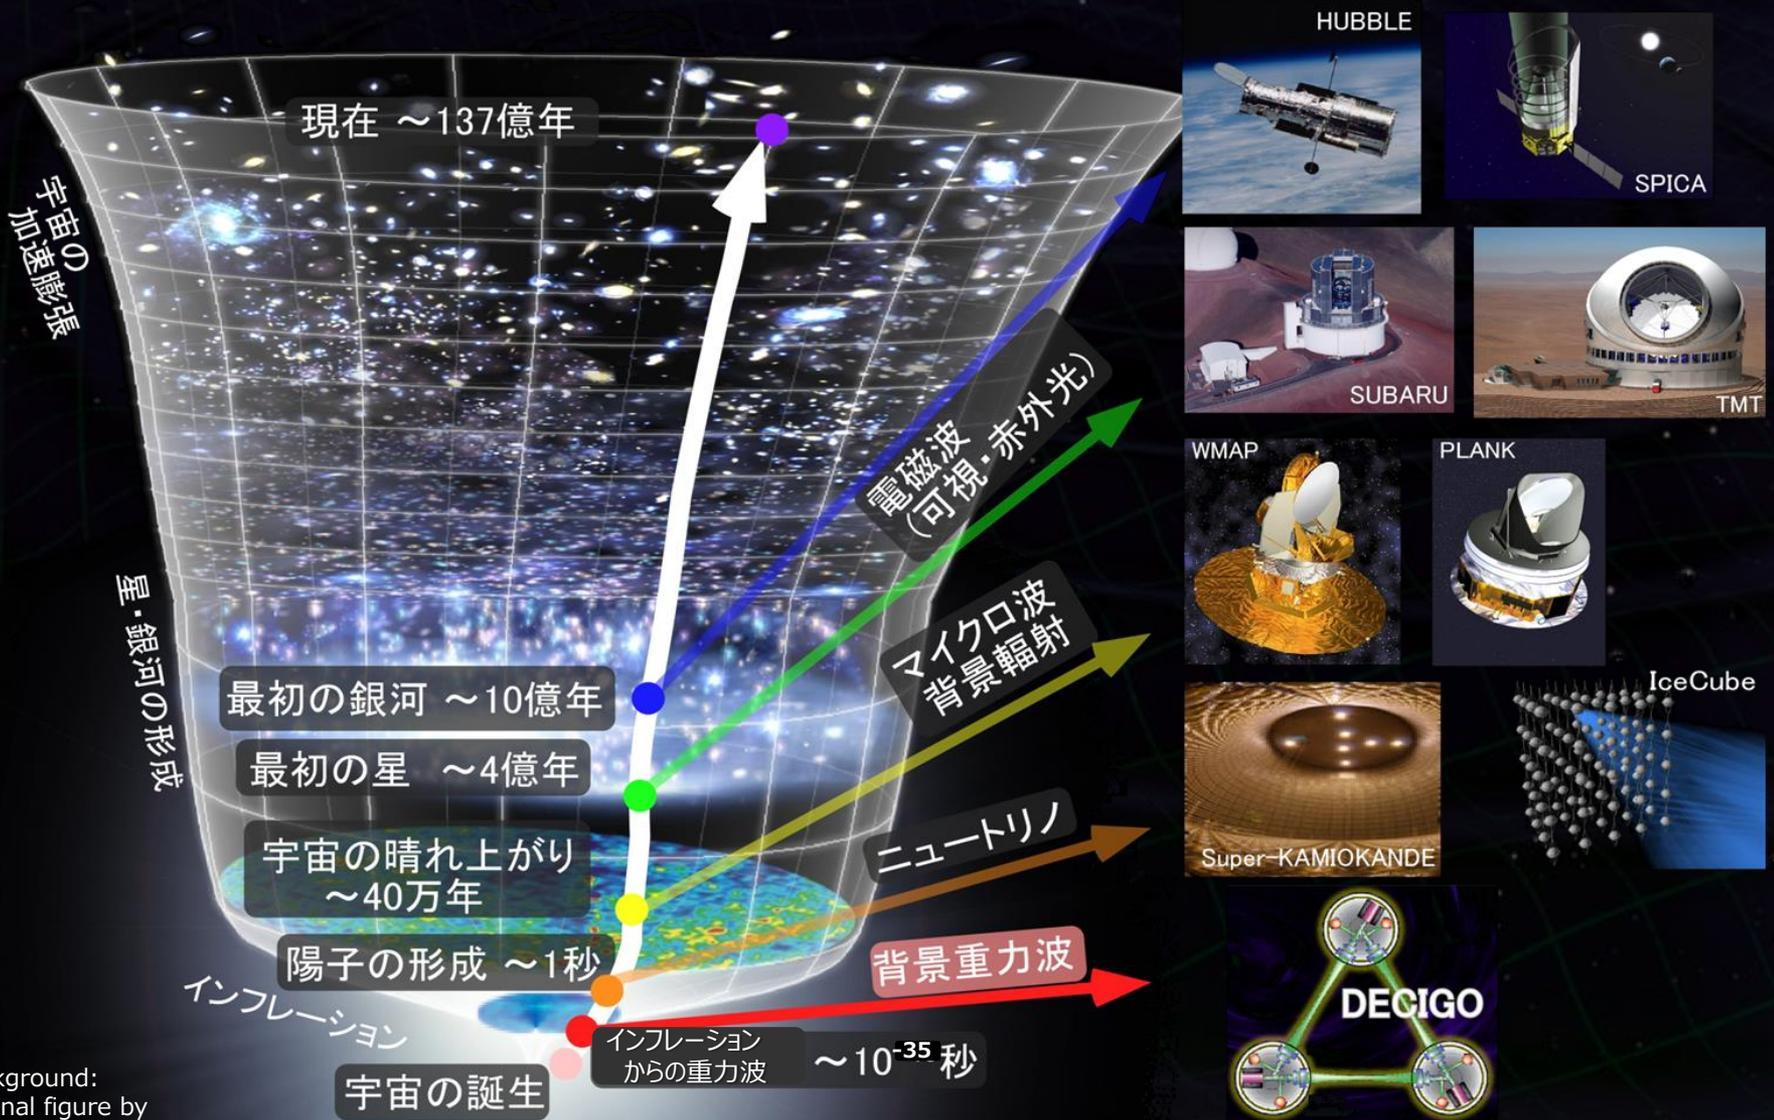 HUBBLE
SPICA
現在 ～137億年
宇宙の
加速膨張
SUBARU
TMT
電磁波
(可視・赤外光)
WMAP
PLANK
マイクロ波
背景輻射
星・銀河の形成
最初の銀河 ～10億年
IceCube
最初の星 ～4億年
宇宙の晴れ上がり
～40万年
ニュートリノ
Super-KAMIOKANDE
陽子の形成 ～1秒
背景重力波
インフレーション
DECIGO
インフレーション
からの重力波
～10-35秒
宇宙の誕生
kground:
nal figure by